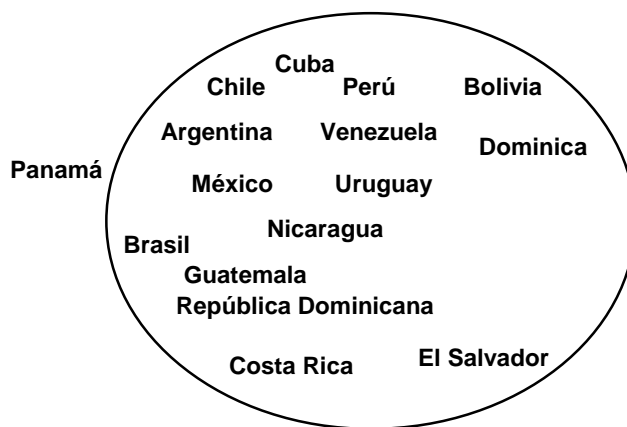 Cuba
Chile Perú Bolivia
Argentina Venezuela
Dominica
Panamá
México Uruguay
Nicaragua
Brasil
Guatemala
República Dominicana
El Salvador
Costa Rica